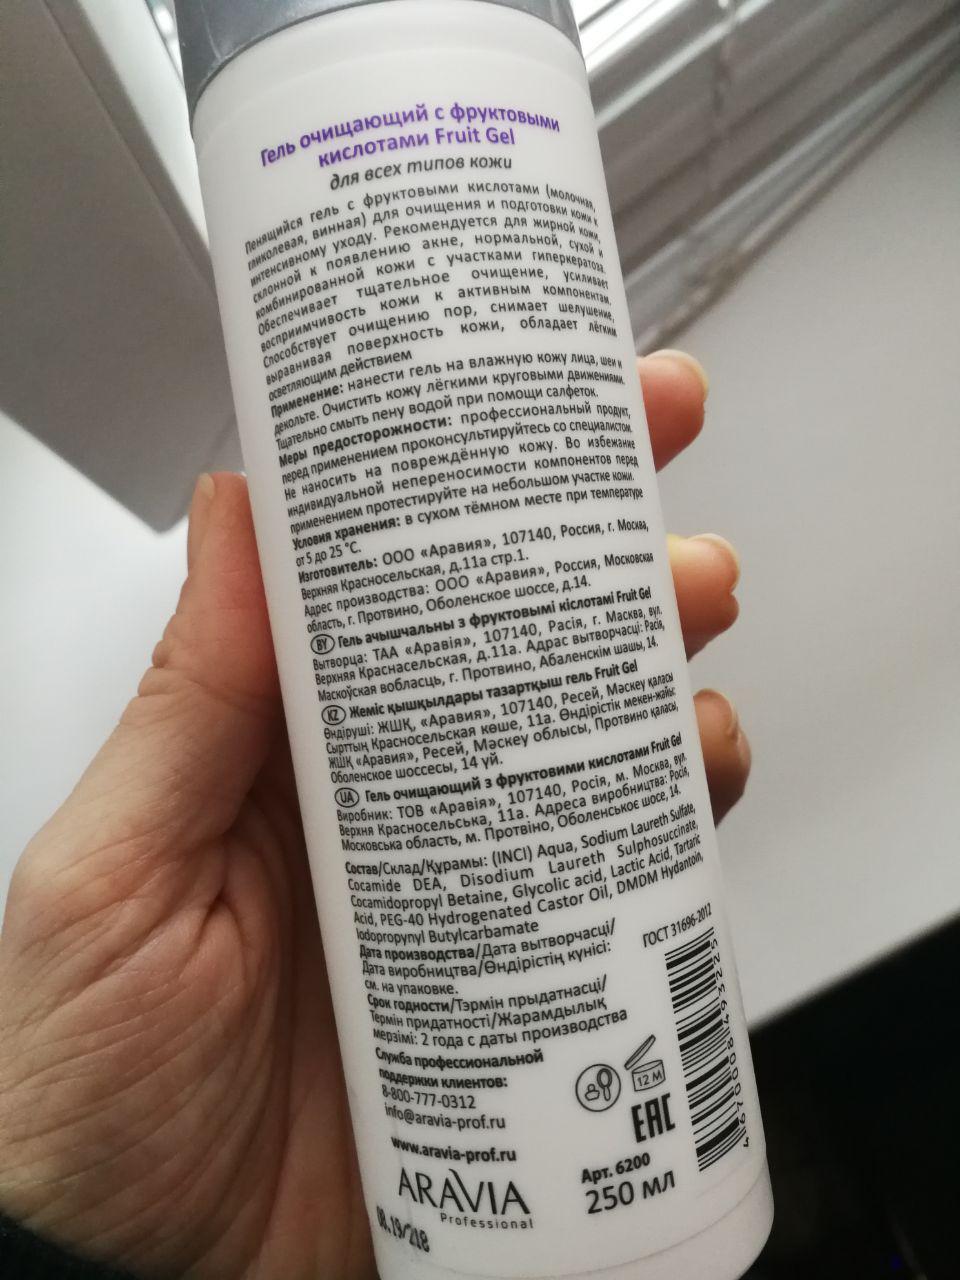 Гель очищающий с фруктовыми
кислотами Fruit Gel
для всех типов кожи
Пенящийся гель с фруктовыми кислотами (молочная,
гликолевая, винная) для очищения и подготовки кожи к
интенсивному уходу. Рекомендуется для жирной кожи,
склонной к появлению акне, нормальной, сухой и
комбинированной кожи с участками гиперкератоза.
Обеспечивает тщательное очищение, усиливает
восприимчивость кожи к активным компонентам.
Способствует очищению пор, снимает шелушение,
выравнивая поверхность кожи, обладает лёгким
осветляющим действием
Применение: нанести гель на влажную кожу лица, шеи и
декольте. Очистить кожу лёгкими круговыми движениями.
Тщательно смыть пену водой при помощи салфеток.
Меры предосторожности: профессиональный продукт,
перед применением проконсультируйтесь со специалистом.
Не наносить на повреждённую кожу. Во избежание
индивидуальной непереносимости компонентов перед
применением протестируйте на небольшом участке кожи.
Условия хранения: в сухом тёмном месте при температуре
от 5 до 25 °C.
Изготовитель: ООО «Аравия», 107140, Россия, г. Москва,
Верхняя Красносельская, д.11а стр.1.
Адрес производства: ООО «Аравия», Россия, Московская
область, г. Протвино, Оболенское шоссе, д.14.
BY Гель ачышчальны з фруктовымі кіслотамі Fruit Gel
Вытворца: ТАА «Аравія», 107140, Расія, г. Масква, вул.
Верхняя Краснасельская, д.11а. Адрас вытворчасці: Расія,
Маскоўская вобласць, г. Протвино, Абаленскім шашы, 14.
KZ Жеміс қышқылдары тазартқыш гель Fruit Gel
Өндіруші: ЖШҚ, «Аравия», 107140, Ресей, Маскеу қаласы
Сырттың Красносельская көше, 11а. Өндірістік мекен-жайы:
ЖШҚ «Аравия», Ресей, Мәскеу облысы, Протвино қаласы,
Оболенское шоссесы, 14 үй.
UA Гель очищающий з фруктовими кислотами Fruit Gel
Виробник: ТОВ «Аравія», 107140, Росія, м. Москва, вул.
Верхня Красносельська, 11а. Адреса виробництва: Росія,
Московська область, м. Протвіно, Оболенськое шосе, 14.
Состав/Склад/Құрамы: (INCI) Aqua, Sodium Laureth Sulfate,
Cocamide DEA, Disodium Laureth Sulphosuccinate,
Cocamidopropyl Betaine, Glycolic acid, Lactic Acid, Tartaric
Acid, PEG-40 Hydrogenated Castor Oil, DMDM Hydantoin,
Iodopropynyl Butylcarbamate
Дата производства/Дата вытворчасці/
Дата виробництва/Өндірістің күнісі:
см. на упаковке.
Срок годности/Тэрмін прыдатнасці/
Термін придатності/Жарамдылық
мерзімі: 2 года с даты производства
Служба профессиональной
поддержки клиентов:
8-800-777-0312
info@aravia-prof.ru
www.aravia-prof.ru
ARAVIA
Professional
08.19/218
ГОСТ 31696-2012
12 M
EAC
Арт. 6200
250 мл
4670008493225